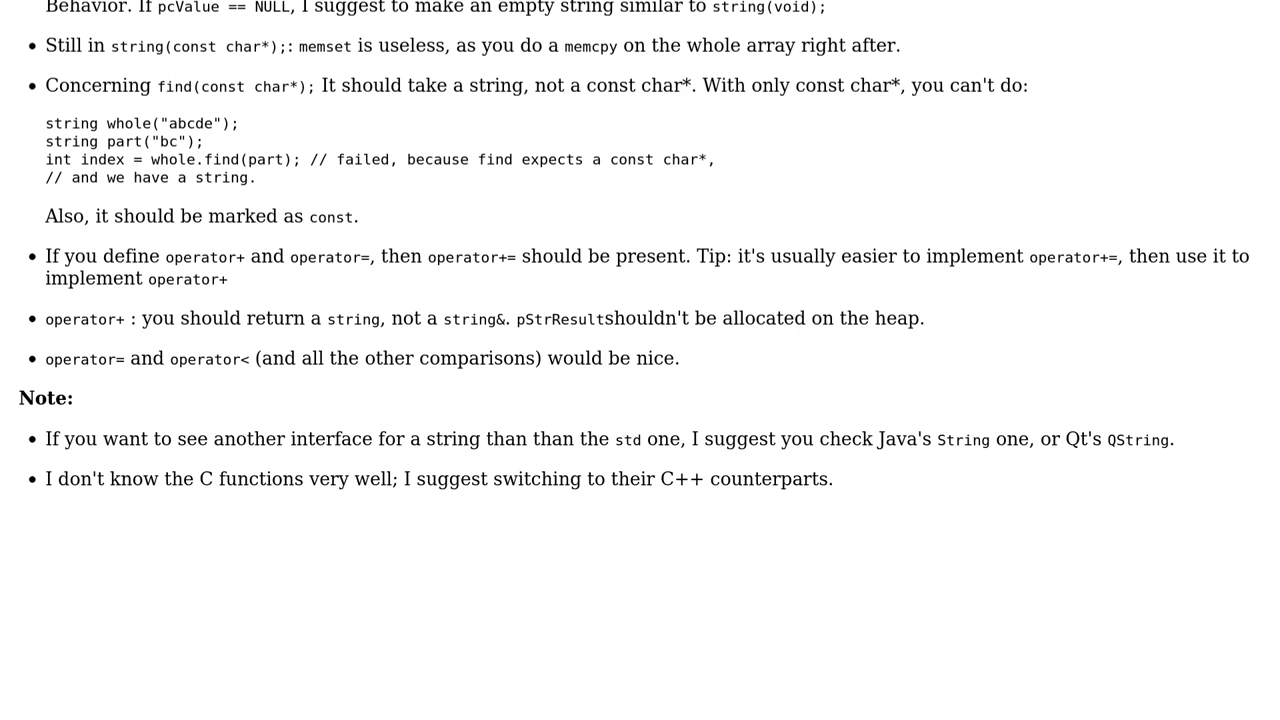 Behavior. If pcValue == NULL, I suggest to make an empty string similar to string(void);
Still in string(const char*);: memset is useless, as you do a memcpy on the whole array right after.
Concerning find(const char*); It should take a string, not a const char*. With only const char*, you can't do:
string whole("abcde");
string part("bc");
int index = whole.find(part); // failed, because find expects a const char*,
// and we have a string.
Also, it should be marked as const.
If you define operator+ and operator=, then operator+= should be present. Tip: it's usually easier to implement operator+=, then use it to
implement operator+
operator+ : you should return a string, not a string&. pStrResultshouldn't be allocated on the heap.
operator= and operator< (and all the other comparisons) would be nice.
Note:
If you want to see another interface for a string than than the std one, I suggest you check Java's String one, or Qt's QString.
I don't know the C functions very well; I suggest switching to their C++ counterparts.